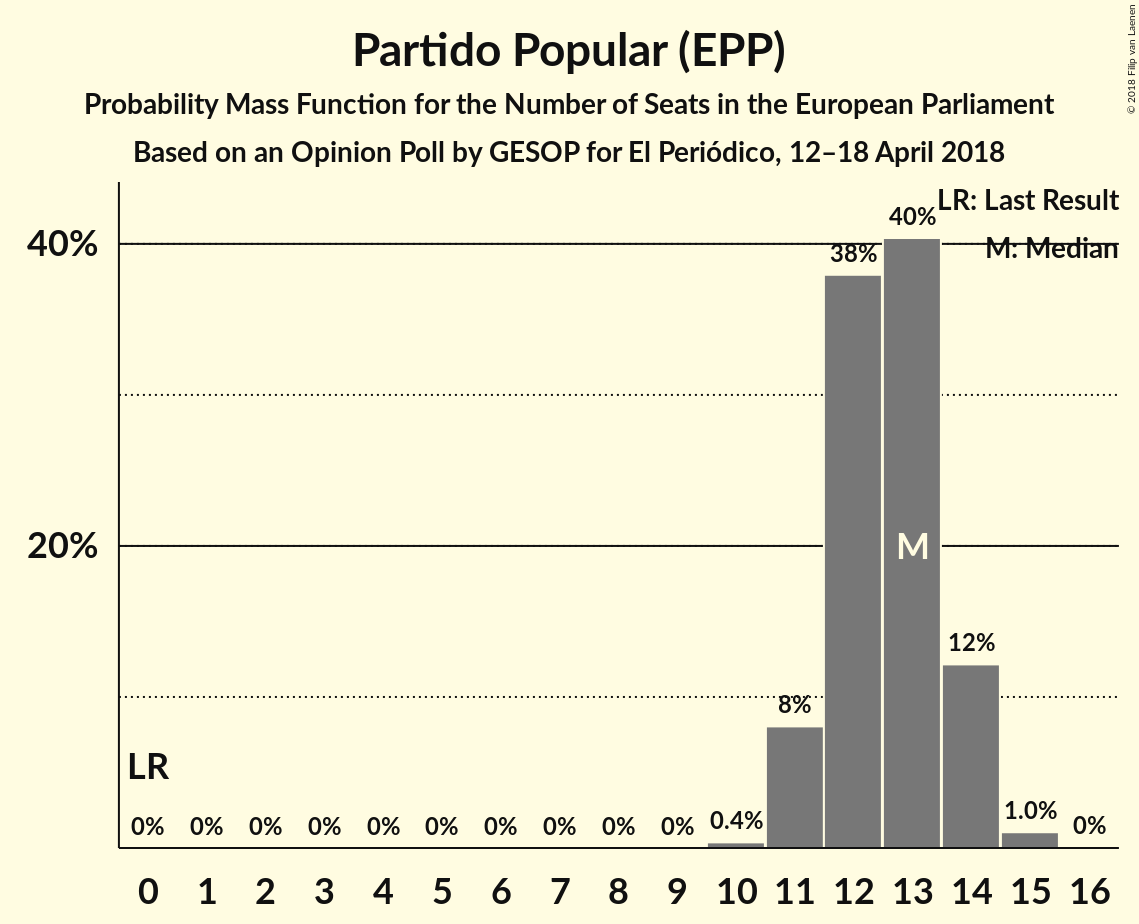 Partido Popular (EPP)
Probability Mass Function for the Number of Seats in the European Parliament
Based on an Opinion Poll by GESOP for El Periódico, 12–18 April 2018
© 2018 Filip van Laenen
LR: Last Result
M: Median
40%
20%
40%
38%
M
12%
8%
LR
0% 0% 0% 0% 0% 0% 0% 0% 0% 0% 0.4% 1.0% 0%
0 1 2 3 4 5 6 7 8 9 10 11 12 13 14 15 16